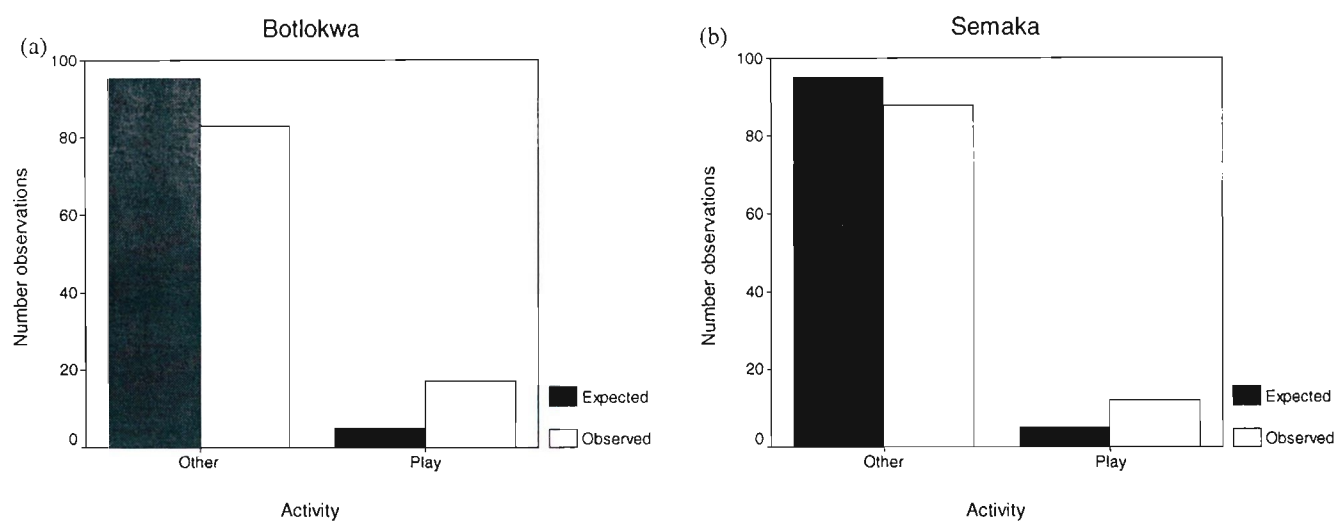 (a)
Botlokwa
Number observations
100
80
60
40
20
0
Other
Play
Activity
Expected
Observed
(b)
Semaka
Number observations
100
80
60
40
20
0
Other
Play
Activity
Expected
Observed